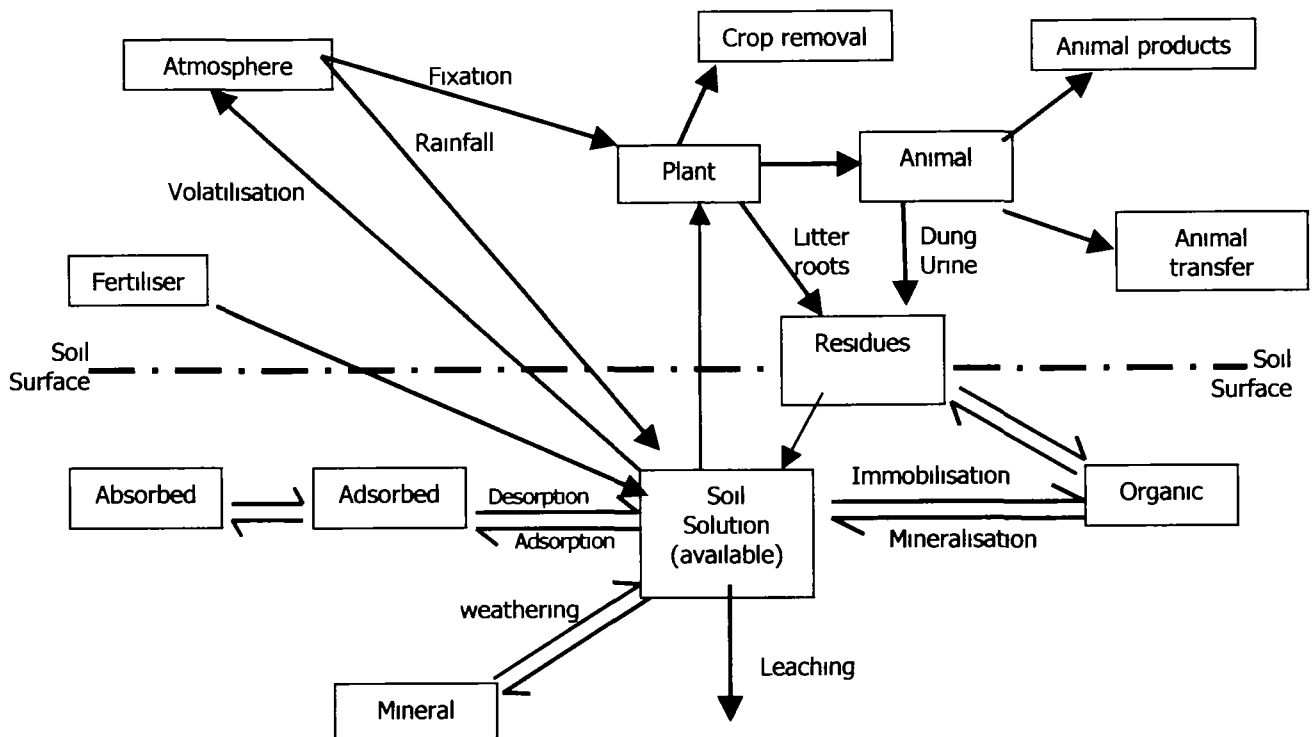 Crop removal
Animal products
Atmosphere
Fixation
Rainfall
Plant
Animal
Volatilisation
Litter
roots
Dung
Urine
Animal
transfer
Fertiliser
Residues
Soil
Surface
Soil
Surface
Absorbed
Adsorbed
Desorption
Adsorption
Soil
Solution
(available)
Immobilisation
Mineralisation
Organic
weathering
Leaching
Mineral